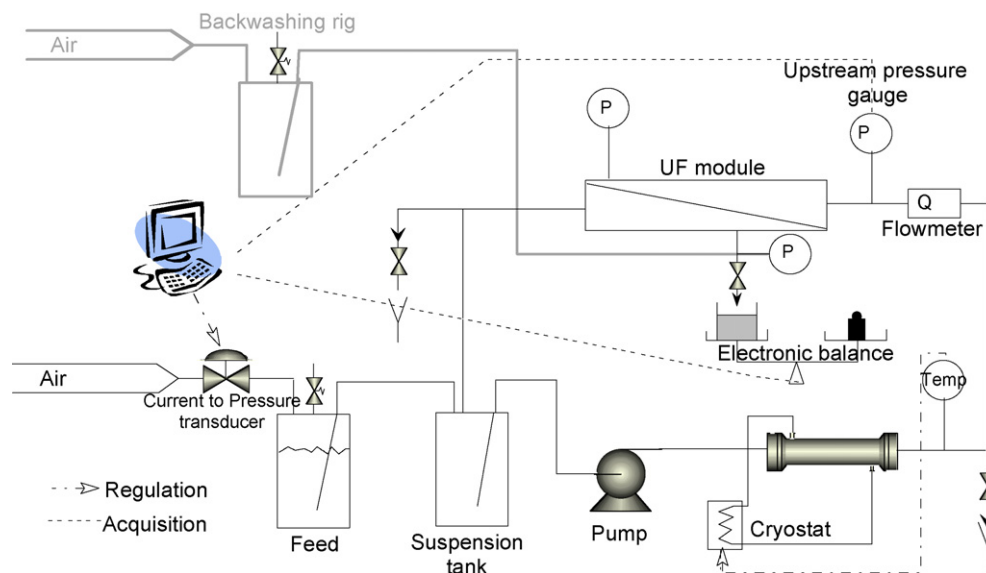 Backwashing rig
Air
Upstream pressure
gauge
P
P
UF module
Q
Flowmeter
P
Electronic balance
Air
Current to Pressure
transducer
Temp
Regulation
Acquisition
Feed
Suspension
tank
Pump
Cryostat